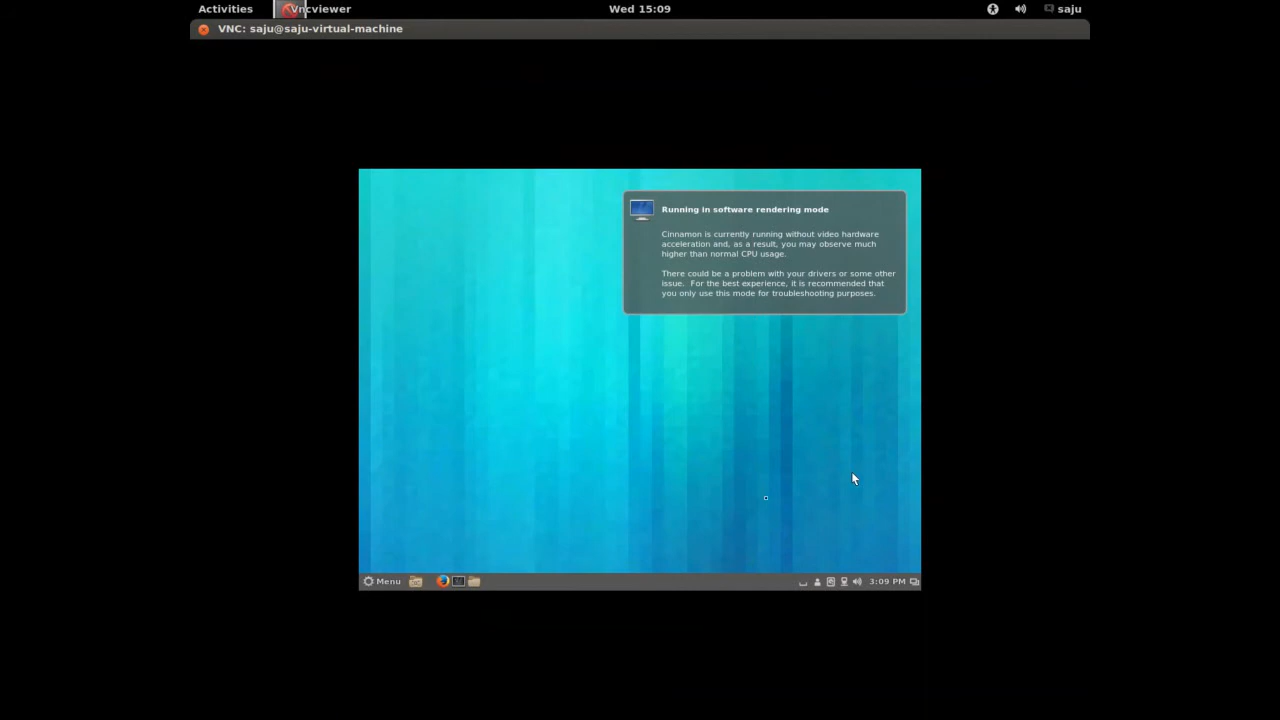 Activities
Vncviewer
Wed 15:09
saju
VNC: saju@saju-virtual-machine
Running in software rendering mode
Cinnamon is currently running without video hardware
acceleration and, as a result, you may observe much
higher than normal CPU usage.
There could be a problem with your drivers or some other
issue. For the best experience, it is recommended that
you only use this mode for troubleshooting purposes.
Menu
3:09 PM